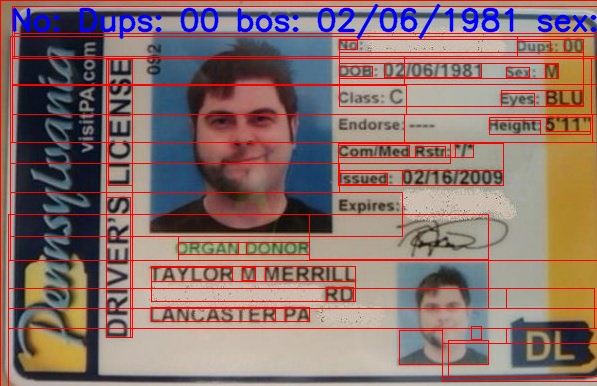 No: Dups: 00 bos: 02/06/1981 sex:
Pennsylvania
visitPA.com
DRIVER'S LICENSE
092
No: Dups: 00
DOB: 02/06/1981 Sex: M
Class: C Eyes: BLU
Endorse: ---- Height: 5'11"
Com/Med Rstr: */*
Issued: 02/16/2009
Expires:
ORGAN DONOR
TAYLOR M MERRILL
RD
LANCASTER PA
DL